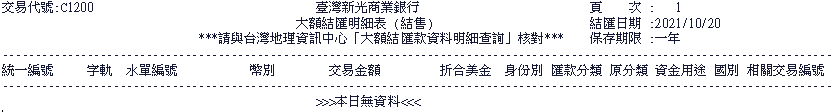 交易代號:C1200 臺灣新光商業銀行 頁 次 : 1
大額結匯明細表 (結售) 結匯日期 :2021/10/20
***請與台灣地理資訊中心「大額結匯款資料明細查詢」核對*** 保存期限 :一年
統一編號 字軌 水單編號 幣別 交易金額 折合美金 身份別 匯款分類 原分類 資金用途 國別 相關交易編號
>>>本日無資料<<<